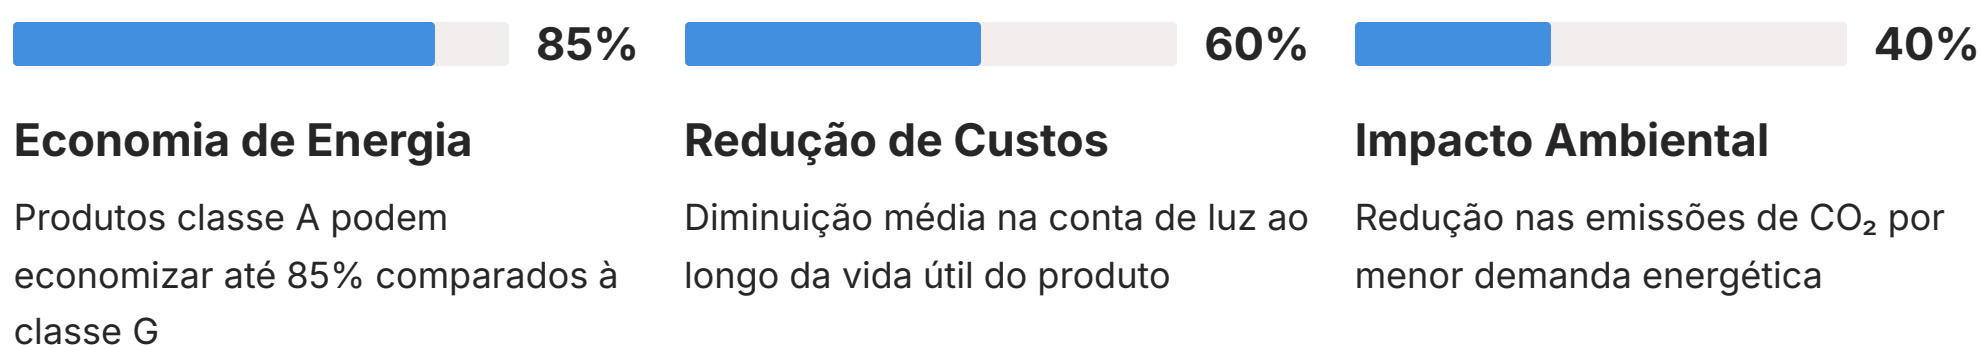 85%
Economia de Energia
Produtos classe A podem
economizar até 85% comparados à
classe G
60%
Redução de Custos
Diminuição média na conta de luz ao
longo da vida útil do produto
40%
Impacto Ambiental
Redução nas emissões de CO₂ por
menor demanda energética